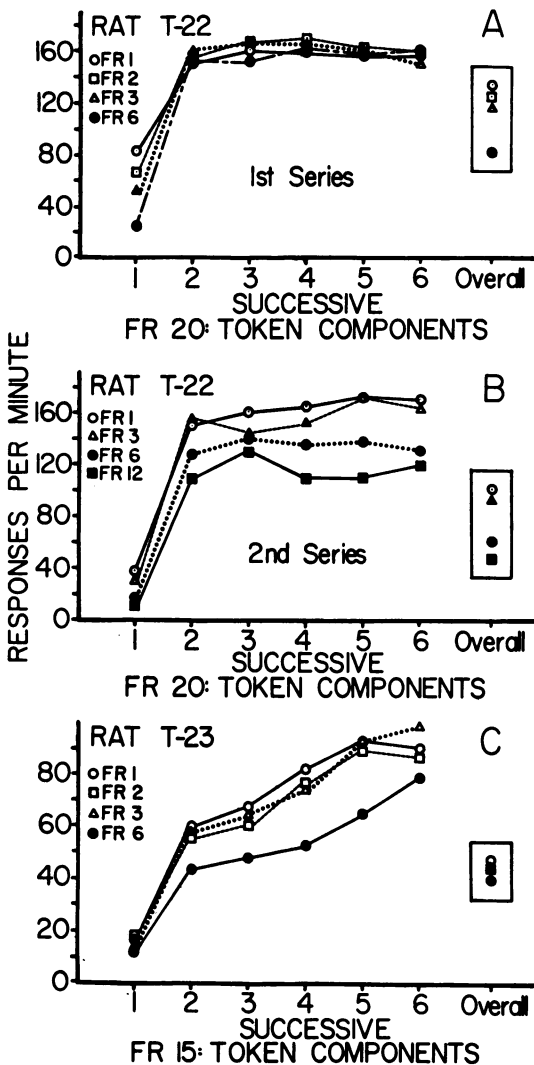 RESPONSES PER MINUTE
RAT T-22
A
FR 1
FR 2
FR 3
FR 6
160
120
80
40
0
1st Series
1 2 3 4 5 6 Overall
SUCCESSIVE
FR 20: TOKEN COMPONENTS
RAT T-22
B
FR 1
FR 3
FR 6
FR 12
160
120
80
40
0
2nd Series
1 2 3 4 5 6 Overall
SUCCESSIVE
FR 20: TOKEN COMPONENTS
RAT T-23
C
FR 1
FR 2
FR 3
FR 6
80
60
40
20
0
1 2 3 4 5 6 Overall
SUCCESSIVE
FR 15: TOKEN COMPONENTS